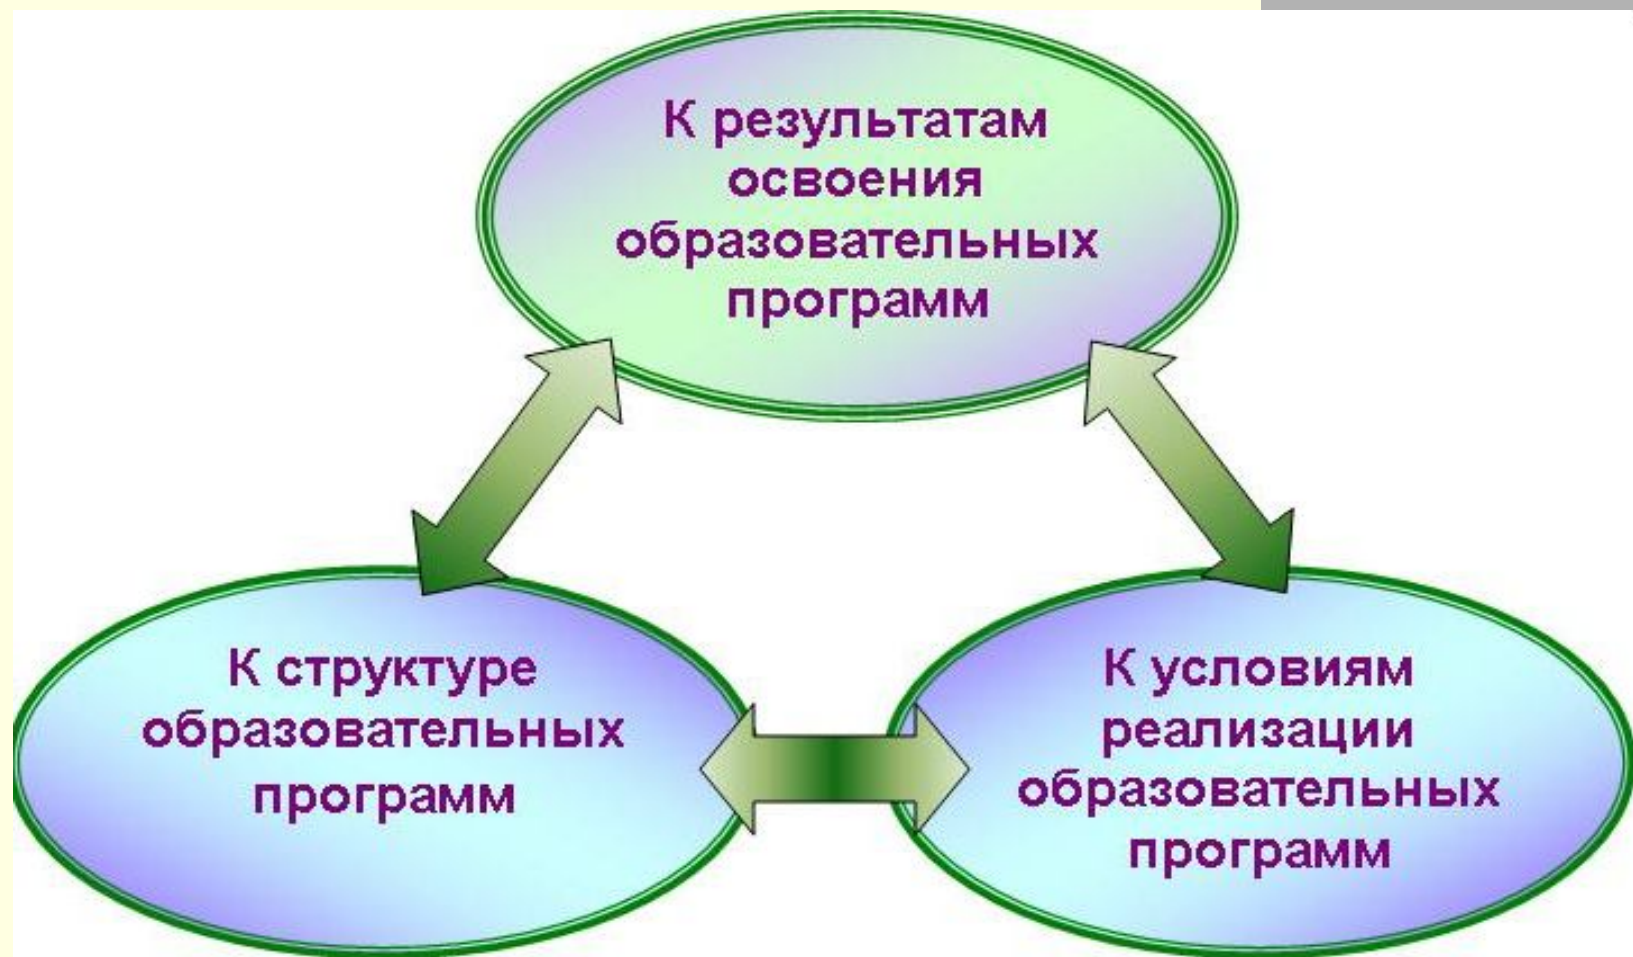 К результатам
освоения
образовательных
программ
К структуре
образовательных
программ
К условиям
реализации
образовательных
программ